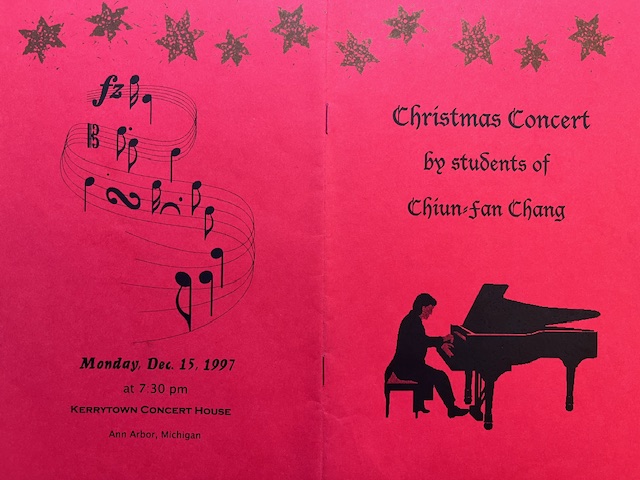 fz
Monday, Dec. 15, 1997
at 7.30 pm
KERRYTOWN CONCERT HOUSE
Ann Arbor, Michigan
Christmas Concert
by students of
Chiun-Fan Chang